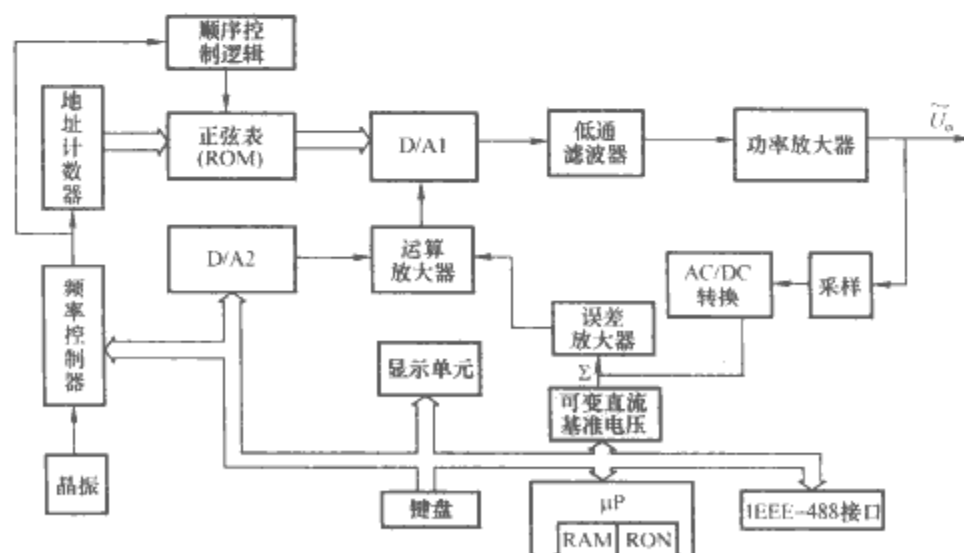 顺序控
制逻辑
地址计数器
正弦表
(ROM)
D/A1
低通
滤波器
功率放大器
Ũo
D/A2
运算
放大器
AC/DC
转换
采样
频率控制器
误差
放大器
显示单元
Σ
可变直流
基准电压
晶振
键盘
μP
RAM
RON
1EEE-488接口